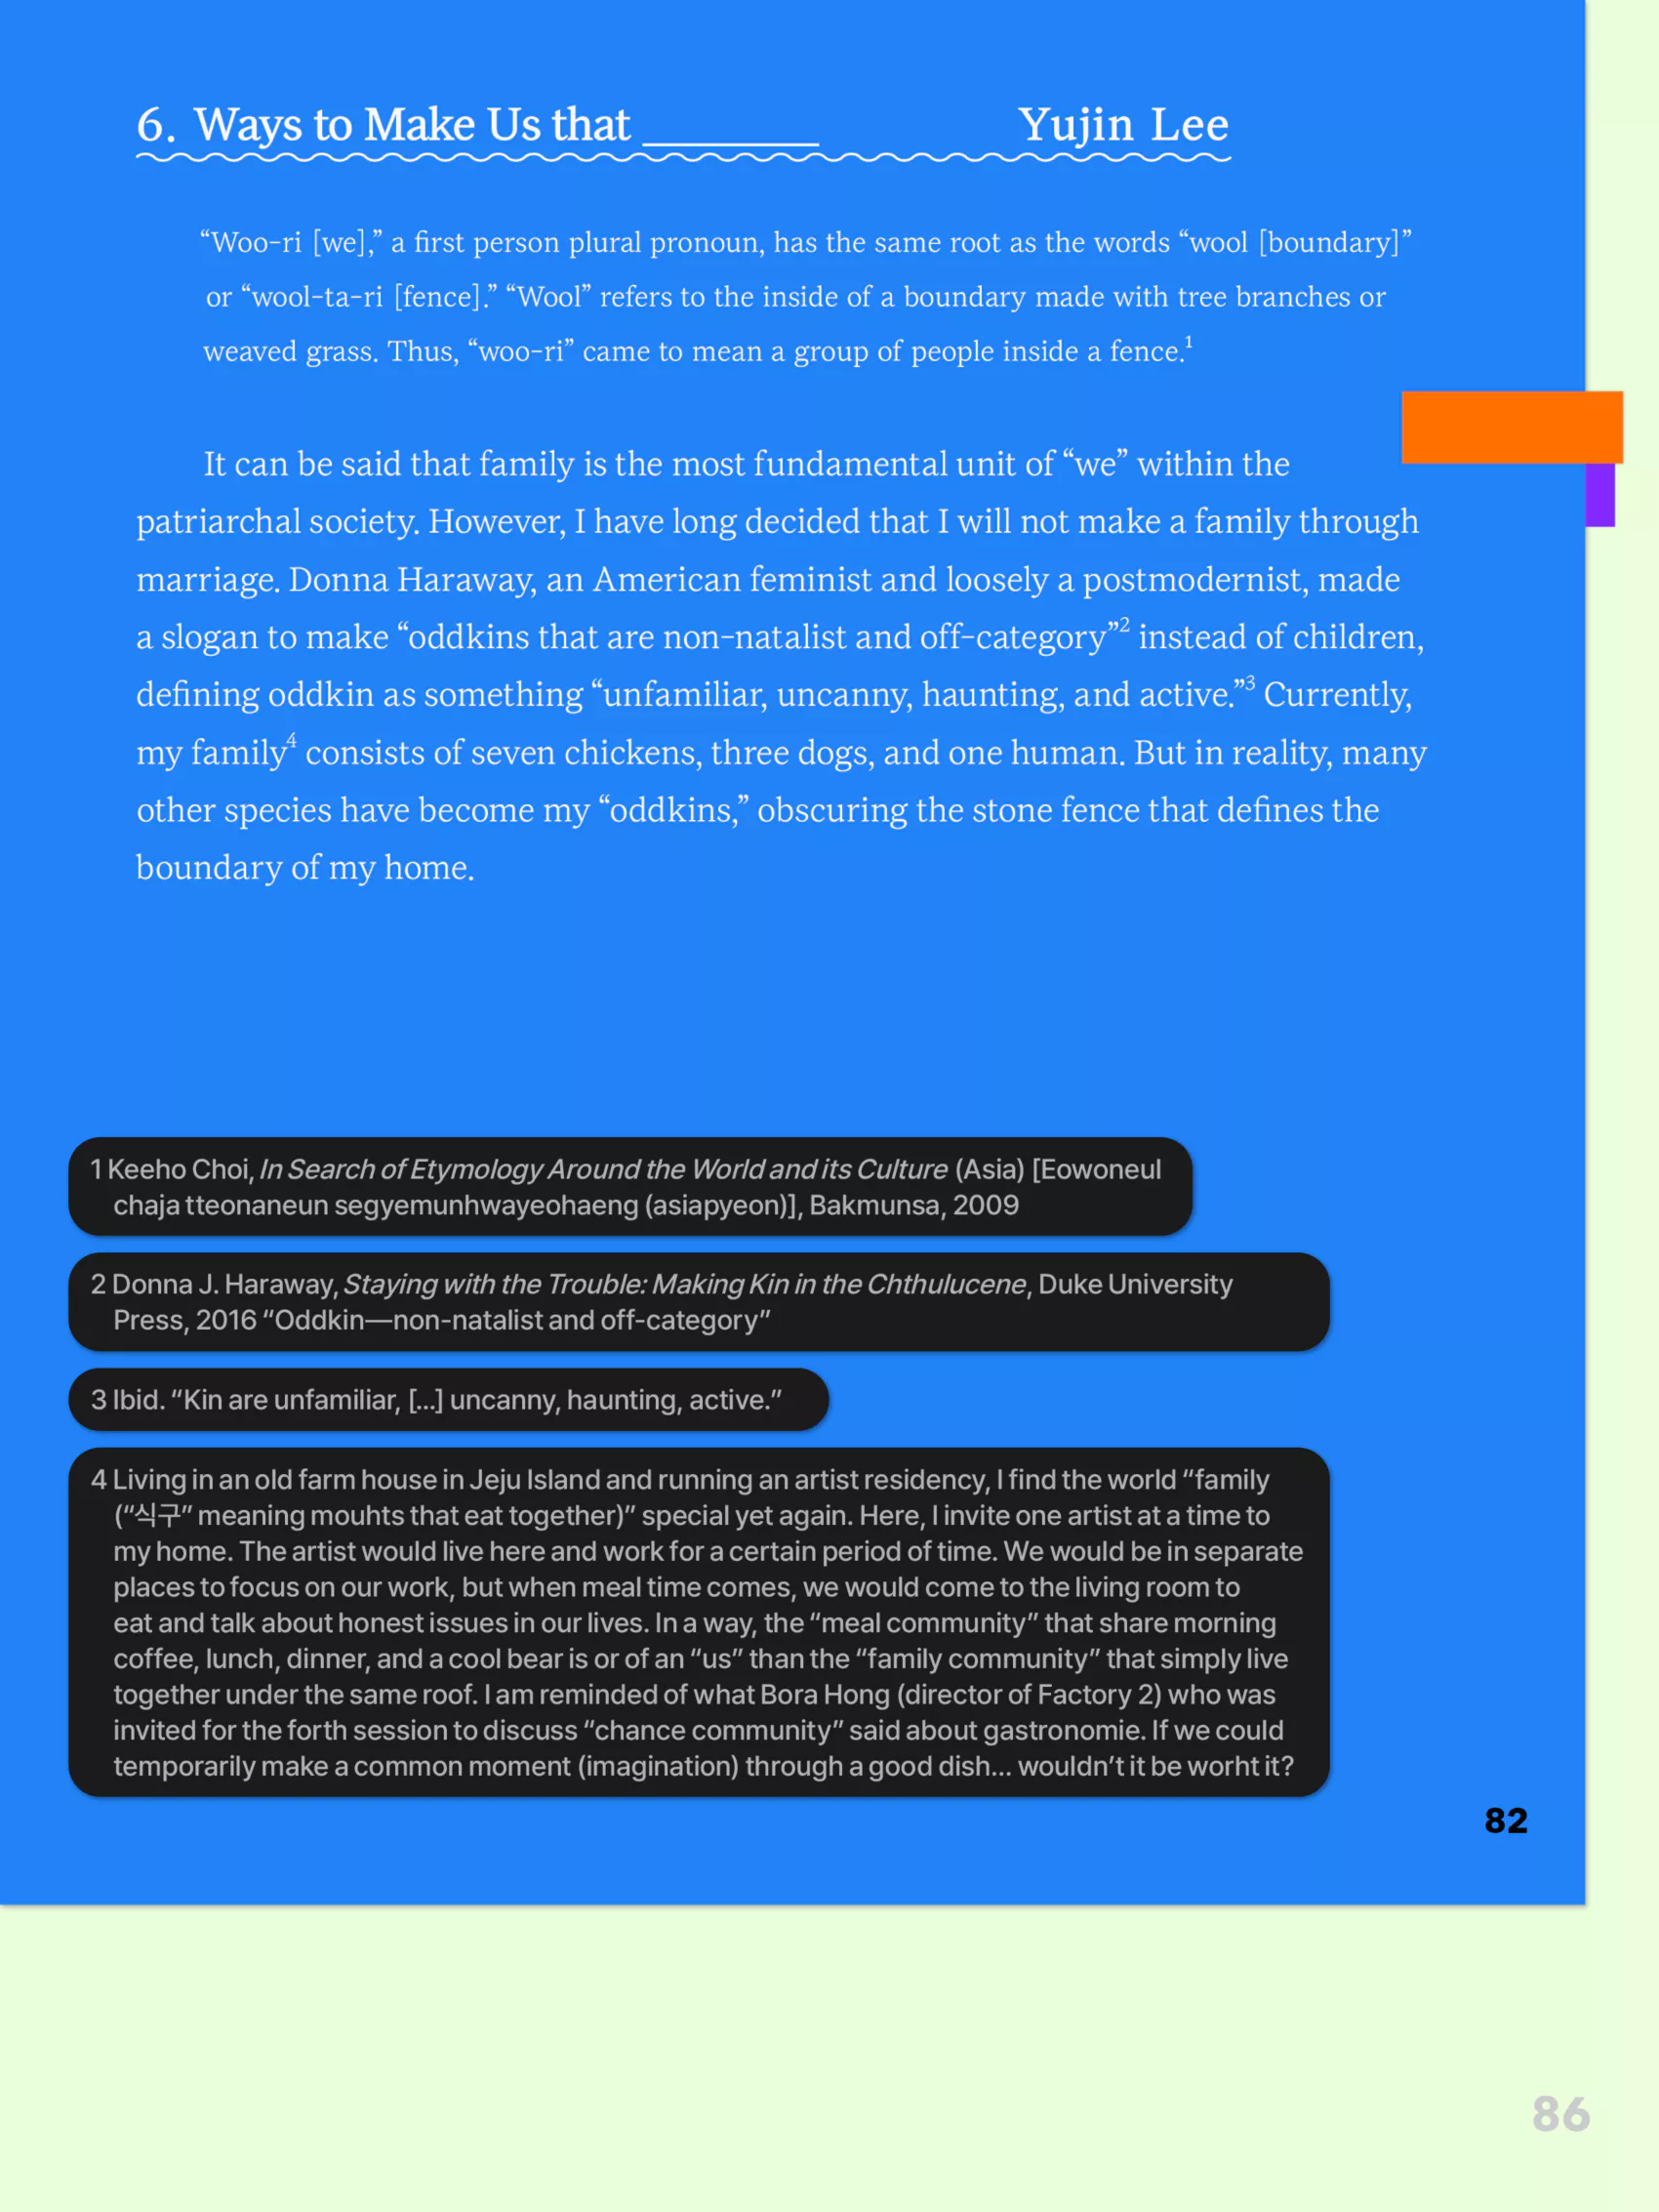 6. Ways to Make Us that ________ Yujin Lee
“Woo-ri [we],” a first person plural pronoun, has the same root as the words “wool [boundary]”
or “wool-ta-ri [fence].” “Wool” refers to the inside of a boundary made with tree branches or
weaved grass. Thus, “woo-ri” came to mean a group of people inside a fence.1
It can be said that family is the most fundamental unit of “we” within the
patriarchal society. However, I have long decided that I will not make a family through
marriage. Donna Haraway, an American feminist and loosely a postmodernist, made
a slogan to make “oddkins that are non-natalist and off-category”2 instead of children,
defining oddkin as something “unfamiliar, uncanny, haunting, and active.”3 Currently,
my family4 consists of seven chickens, three dogs, and one human. But in reality, many
other species have become my “oddkins,” obscuring the stone fence that defines the
boundary of my home.
1 Keeho Choi, In Search of Etymology Around the World and its Culture (Asia) [Eowoneul
chaja tteonaneun segyemunhwayeohaeng (asiapyeon)], Bakmunsa, 2009
2 Donna J. Haraway, Staying with the Trouble: Making Kin in the Chthulucene, Duke University
Press, 2016 “Oddkin—non-natalist and off-category”
3 Ibid. “Kin are unfamiliar, [...] uncanny, haunting, active.”
4 Living in an old farm house in Jeju Island and running an artist residency, I find the world “family
(“식구” meaning mouhts that eat together)” special yet again. Here, I invite one artist at a time to
my home. The artist would live here and work for a certain period of time. We would be in separate
places to focus on our work, but when meal time comes, we would come to the living room to
eat and talk about honest issues in our lives. In a way, the “meal community” that share morning
coffee, lunch, dinner, and a cool bear is or of an “us” than the “family community” that simply live
together under the same roof. I am reminded of what Bora Hong (director of Factory 2) who was
invited for the forth session to discuss “chance community” said about gastronomie. If we could
temporarily make a common moment (imagination) through a good dish... wouldn’t it be worht it?
82
86